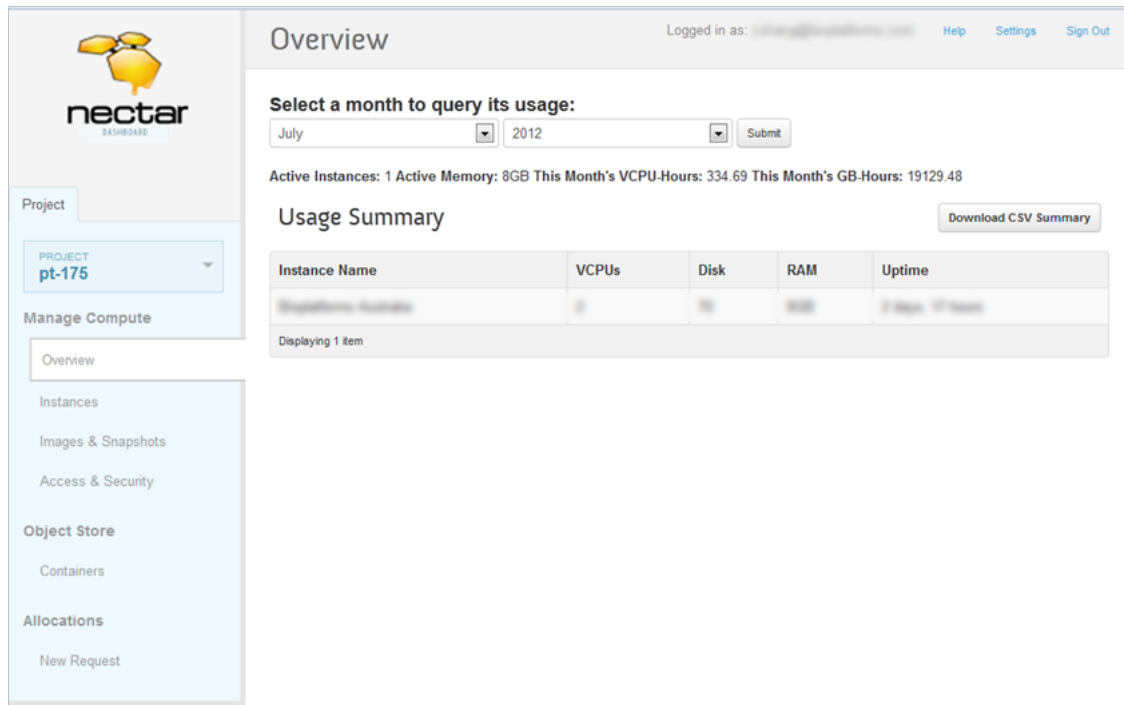 nectar
DASHBOARD
Project
PROJECT
pt-175
Manage Compute
Overview
Instances
Images & Snapshots
Access & Security
Object Store
Containers
Allocations
New Request
Overview
Logged in as:
Help Settings Sign Out
Select a month to query its usage:
July 2012 Submit
Active Instances: 1 Active Memory: 8GB This Month's VCPU-Hours: 334.69 This Month's GB-Hours: 19129.48
Usage Summary
Download CSV Summary
Instance Name VCPUs Disk RAM Uptime
Displaying 1 item